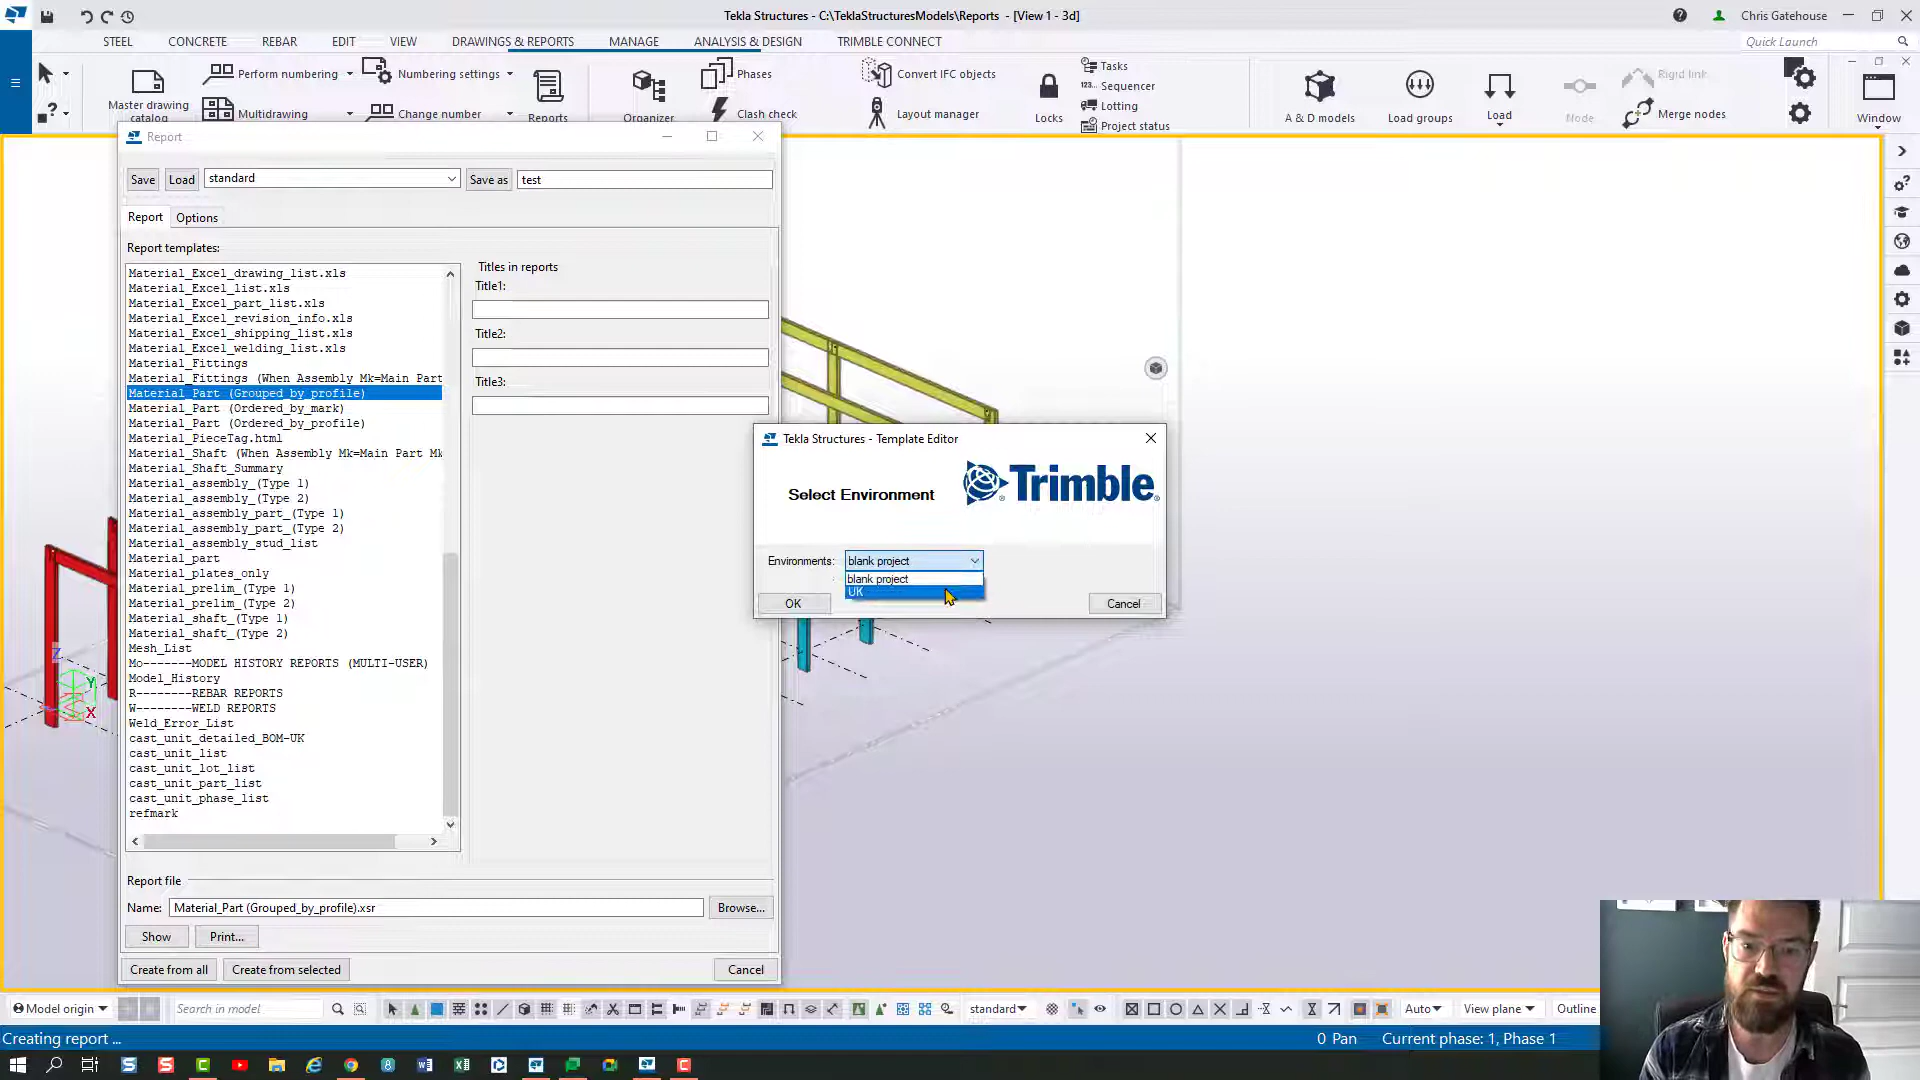 Tekla Structures - C:\TeklaStructuresModels\Reports - [View 1 - 3d]
Chris Gatehouse
STEEL CONCRETE REBAR EDIT VIEW DRAWINGS & REPORTS MANAGE ANALYSIS & DESIGN TRIMBLE CONNECT
Quick Launch
Master drawing catalog
Perform numbering
Multidrawing
Numbering settings
Change number
Reports
Organizer
Phases
Clash check
Convert IFC objects
Layout manager
Locks
Tasks
Sequencer
Lotting
Project status
A & D models
Load groups
Load
Node
Rigid link
Merge nodes
Window
Report
Save Load standard Save as test
Report Options
Report templates:
Material_Excel_drawing_list.xls
Material_Excel_list.xls
Material_Excel_part_list.xls
Material_Excel_revision_info.xls
Material_Excel_shipping_list.xls
Material_Excel_welding_list.xls
Material_Fittings
Material_Fittings (When Assembly Mk=Main Part
Material_Part (Grouped_by_profile)
Material_Part (Ordered_by_mark)
Material_Part (Ordered_by_profile)
Material_PieceTag.html
Material_Shaft (When Assembly Mk=Main Part Mk
Material_Shaft_Summary
Material_assembly_(Type 1)
Material_assembly_(Type 2)
Material_assembly_part_(Type 1)
Material_assembly_part_(Type 2)
Material_assembly_stud_list
Material_part
Material_plates_only
Material_prelim_(Type 1)
Material_prelim_(Type 2)
Material_shaft_(Type 1)
Material_shaft_(Type 2)
Mesh_List
Mo-------MODEL HISTORY REPORTS (MULTI-USER)
Model_History
R--------REBAR REPORTS
W--------WELD REPORTS
Weld_Error_List
cast_unit_detailed_BOM-UK
cast_unit_list
cast_unit_lot_list
cast_unit_part_list
cast_unit_phase_list
refmark
Titles in reports
Title1:
Title2:
Title3:
Report file
Name: Material_Part (Grouped_by_profile).xsr Browse...
Show Print...
Create from all Create from selected Cancel
Tekla Structures - Template Editor
Select Environment
Trimble
Environments: blank project
blank project
UK
OK Cancel
Z
Y
X
Model origin Search in model standard Auto View plane Outline
Creating report ...
0 Pan Current phase: 1, Phase 1